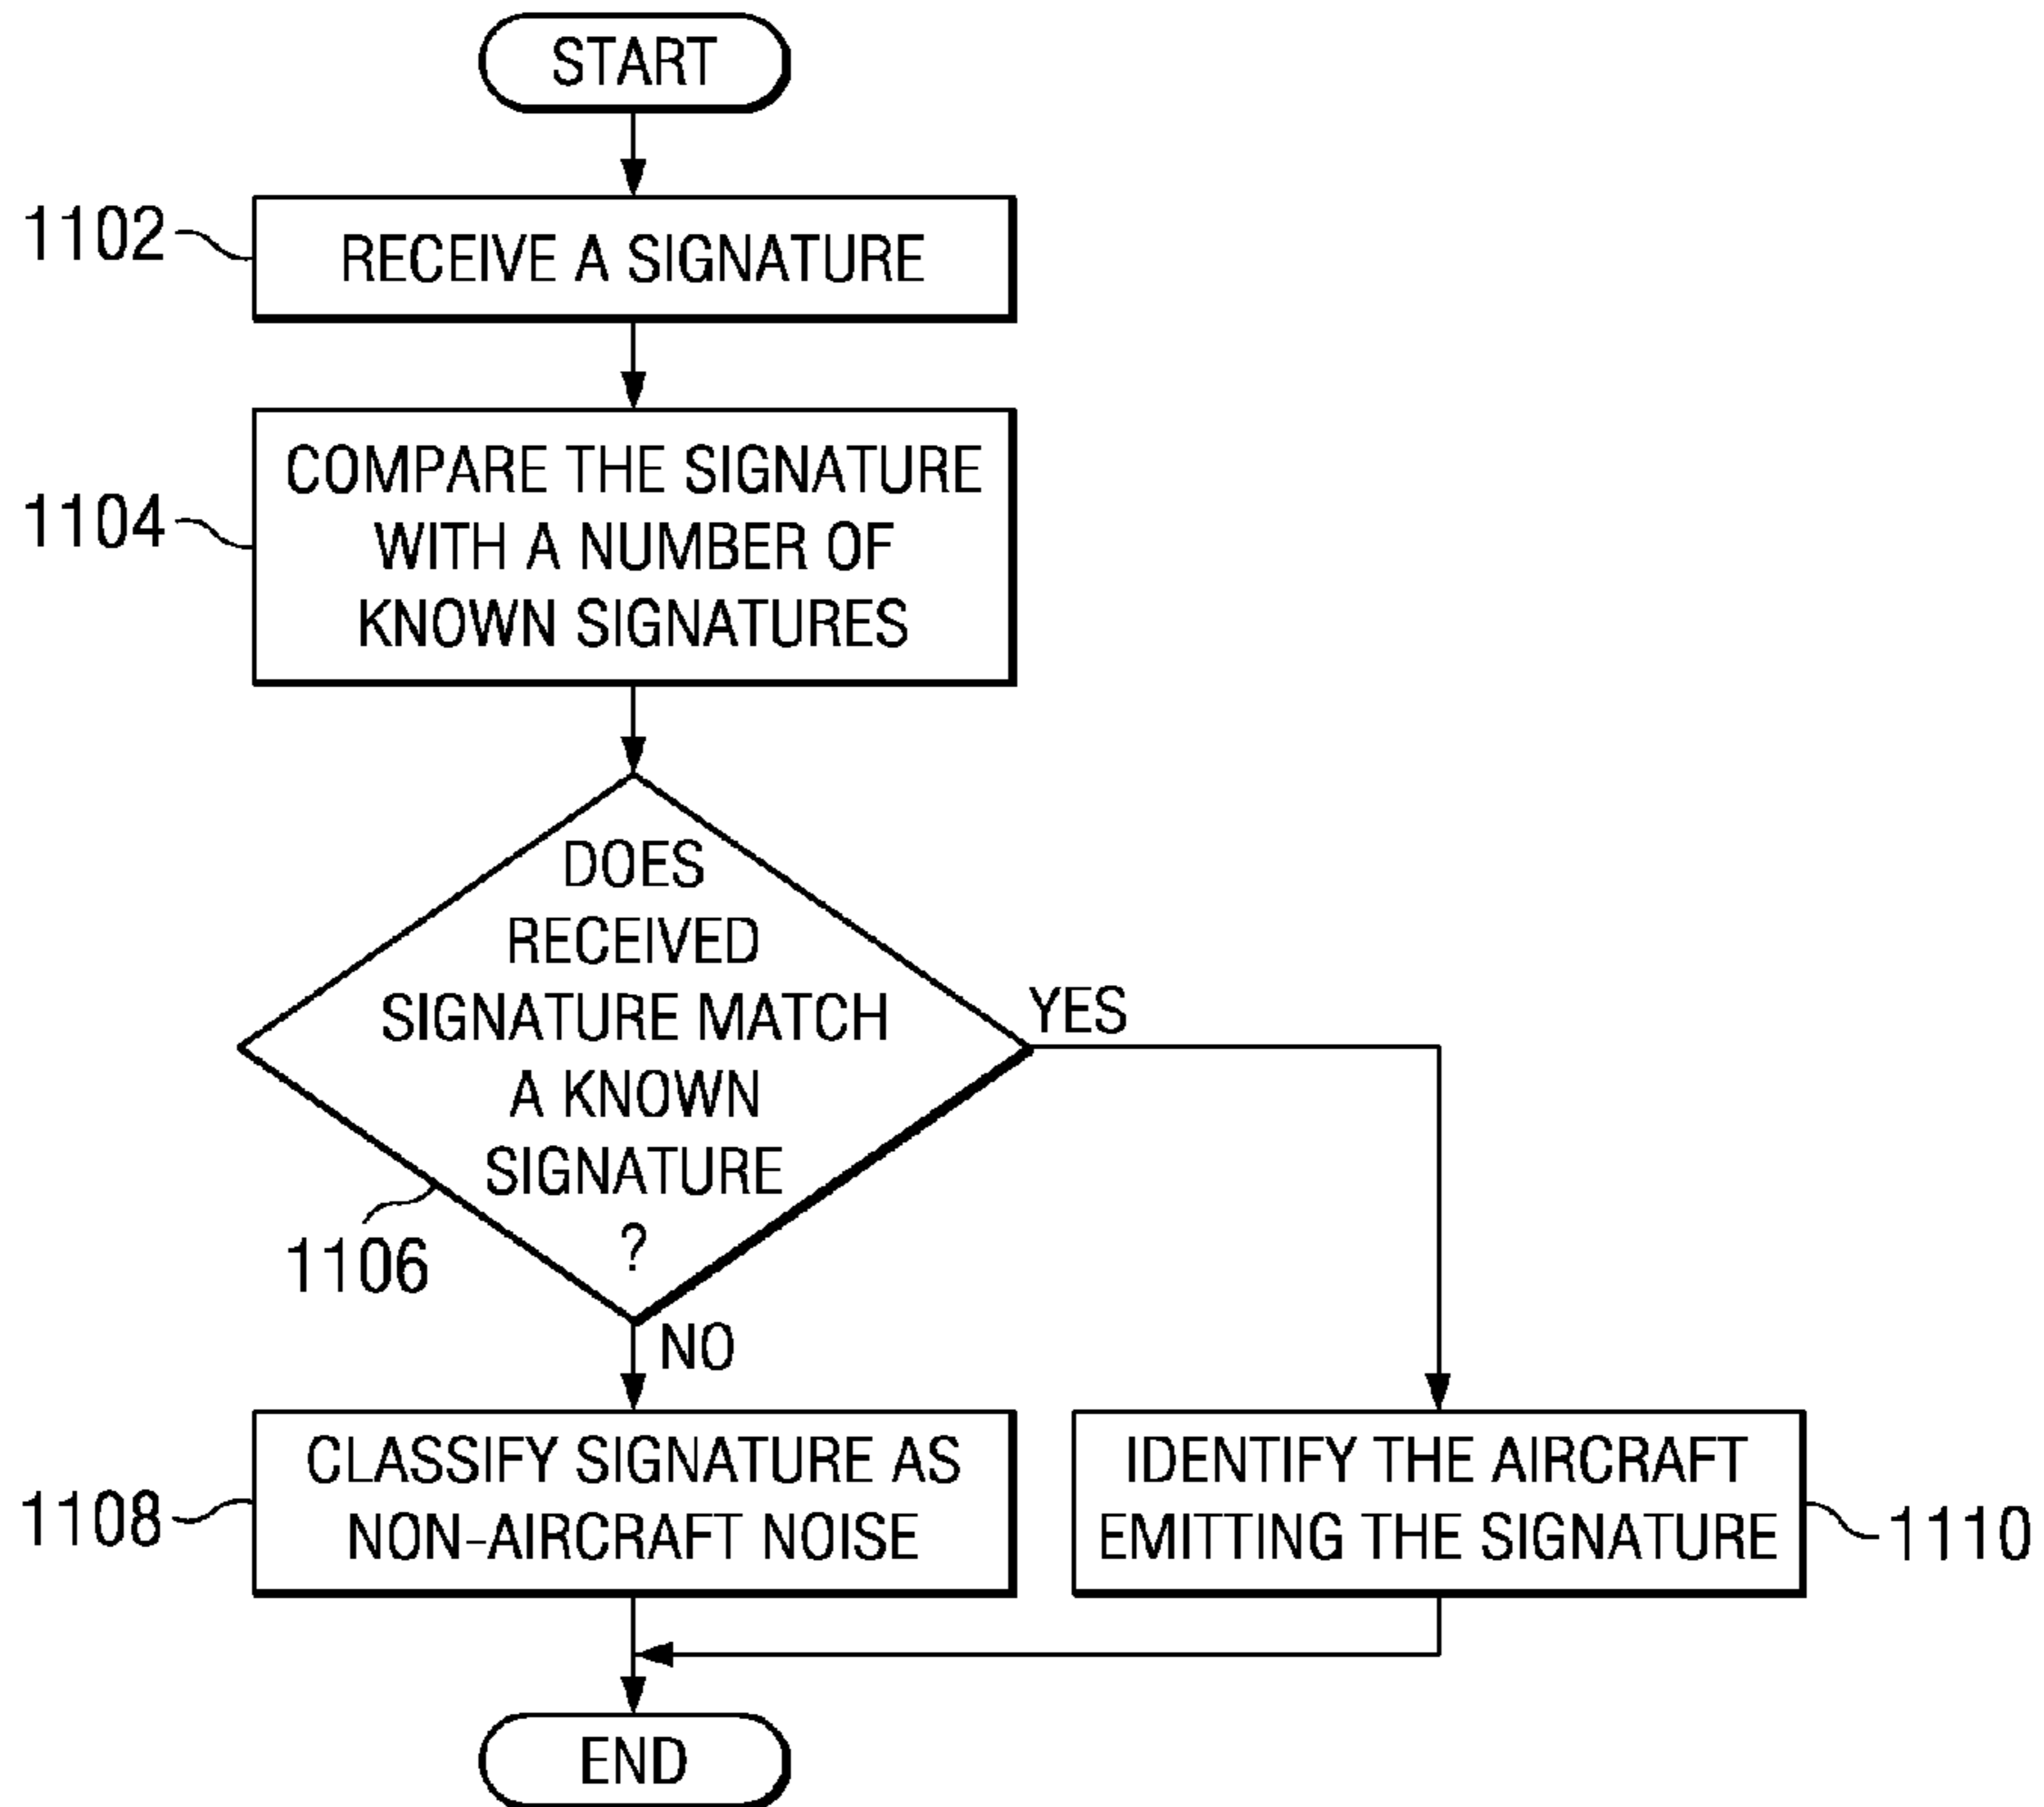 START
1102
RECEIVE A SIGNATURE
1104
COMPARE THE SIGNATURE
WITH A NUMBER OF
KNOWN SIGNATURES
DOES
RECEIVED
SIGNATURE MATCH
A KNOWN
SIGNATURE
?
1106
YES
NO
1108
CLASSIFY SIGNATURE AS
NON-AIRCRAFT NOISE
IDENTIFY THE AIRCRAFT
EMITTING THE SIGNATURE
1110
END